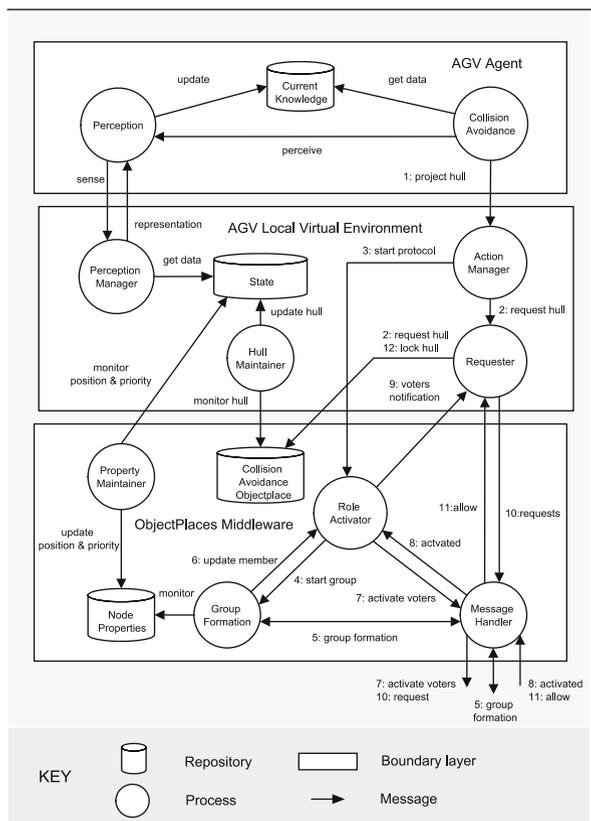 AGV Agent
update
get data
Current
Knowledge
Perception
Collision
Avoidance
perceive
sense
1: project hull
representation
AGV Local Virtual Environment
3: start protocol
Perception
Manager
get data
State
Action
Manager
update hull
2: request hull
Hull
Maintainer
2: request hull
12: lock hull
Requester
monitor
position & priority
monitor hull
9: voters
notification
Property
Maintainer
Collision
Avoidance
Objectplace
ObjectPlaces Middleware
Role
Activator
11:allow
10:requests
update
position & priority
6: update member
8: actvated
4: start group
7: activate voters
monitor
Node
Properties
Group
Formation
Message
Handler
5: group formation
7: activate voters
10: request
5: group
formation
8: activated
11: allow
KEY
Repository
Boundary layer
Process
Message